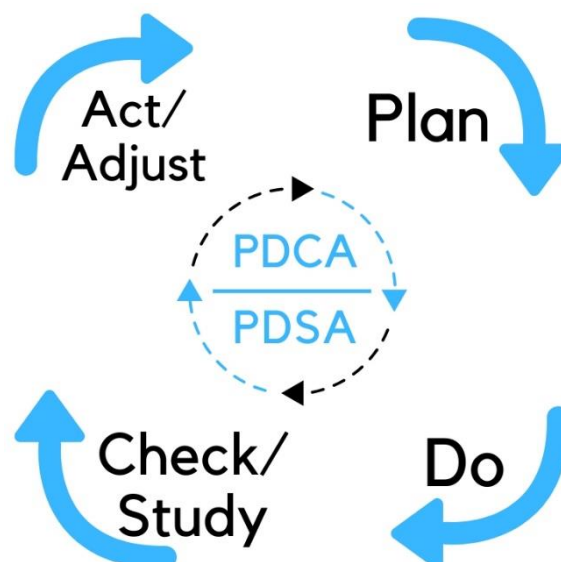 Act/
Adjust
Plan
PDCA
PDSA
Check/
Study
Do